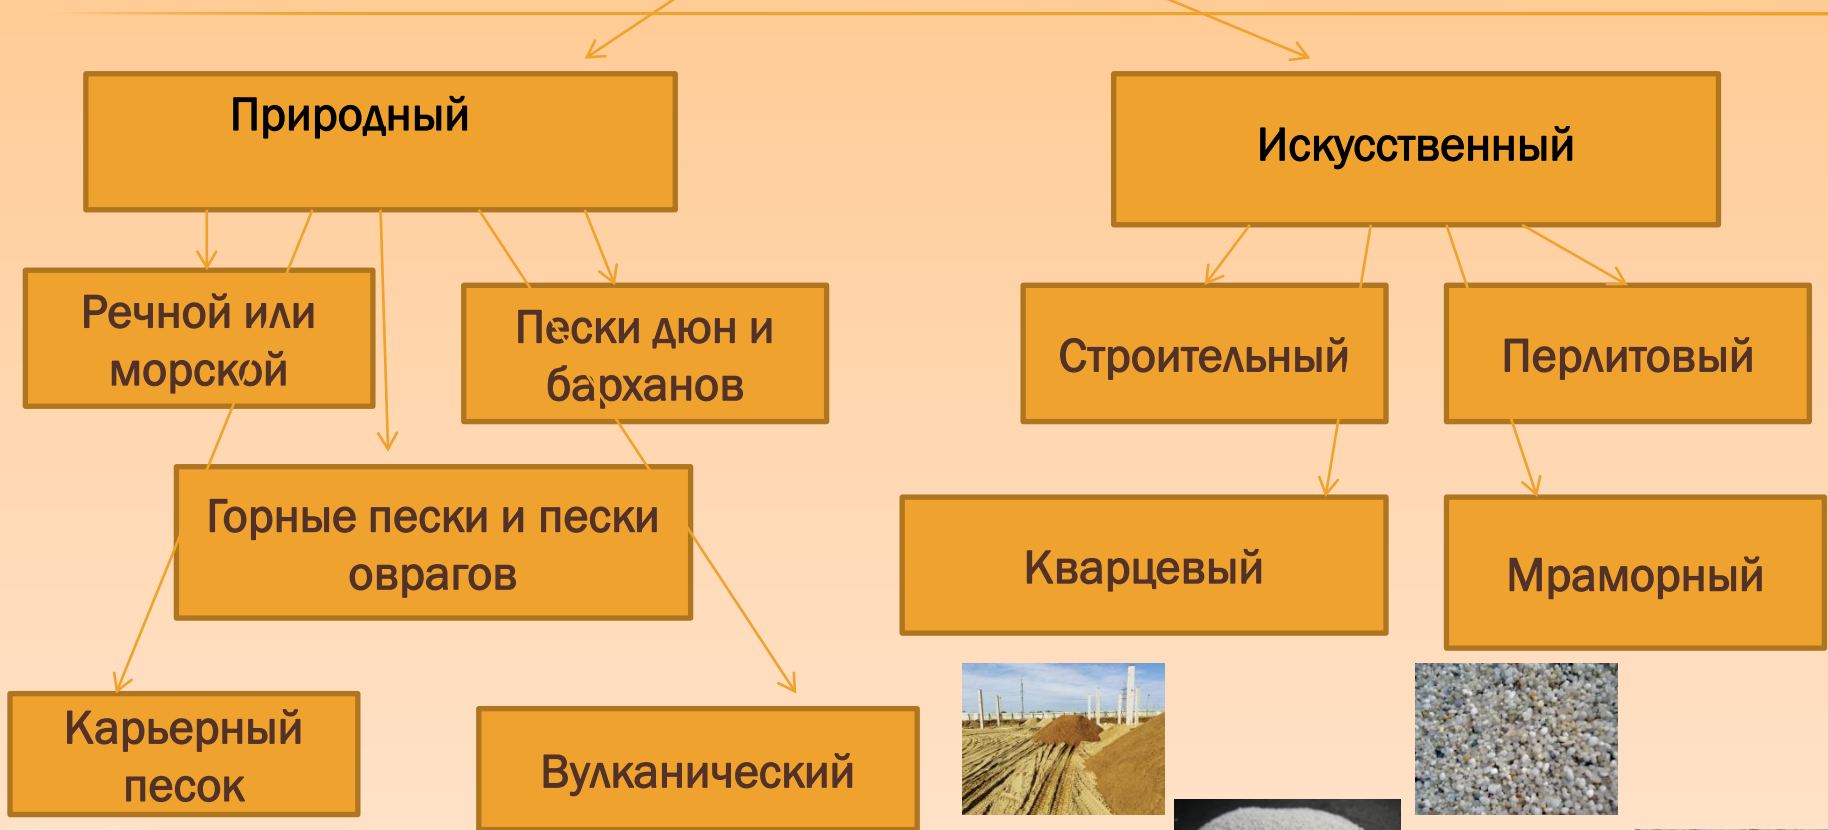 Природный
Искусственный
Речной или
морской
Пески дюн и
барханов
Строительный
Перлитовый
Горные пески и пески
оврагов
Кварцевый
Мраморный
Карьерный
песок
Вулканический